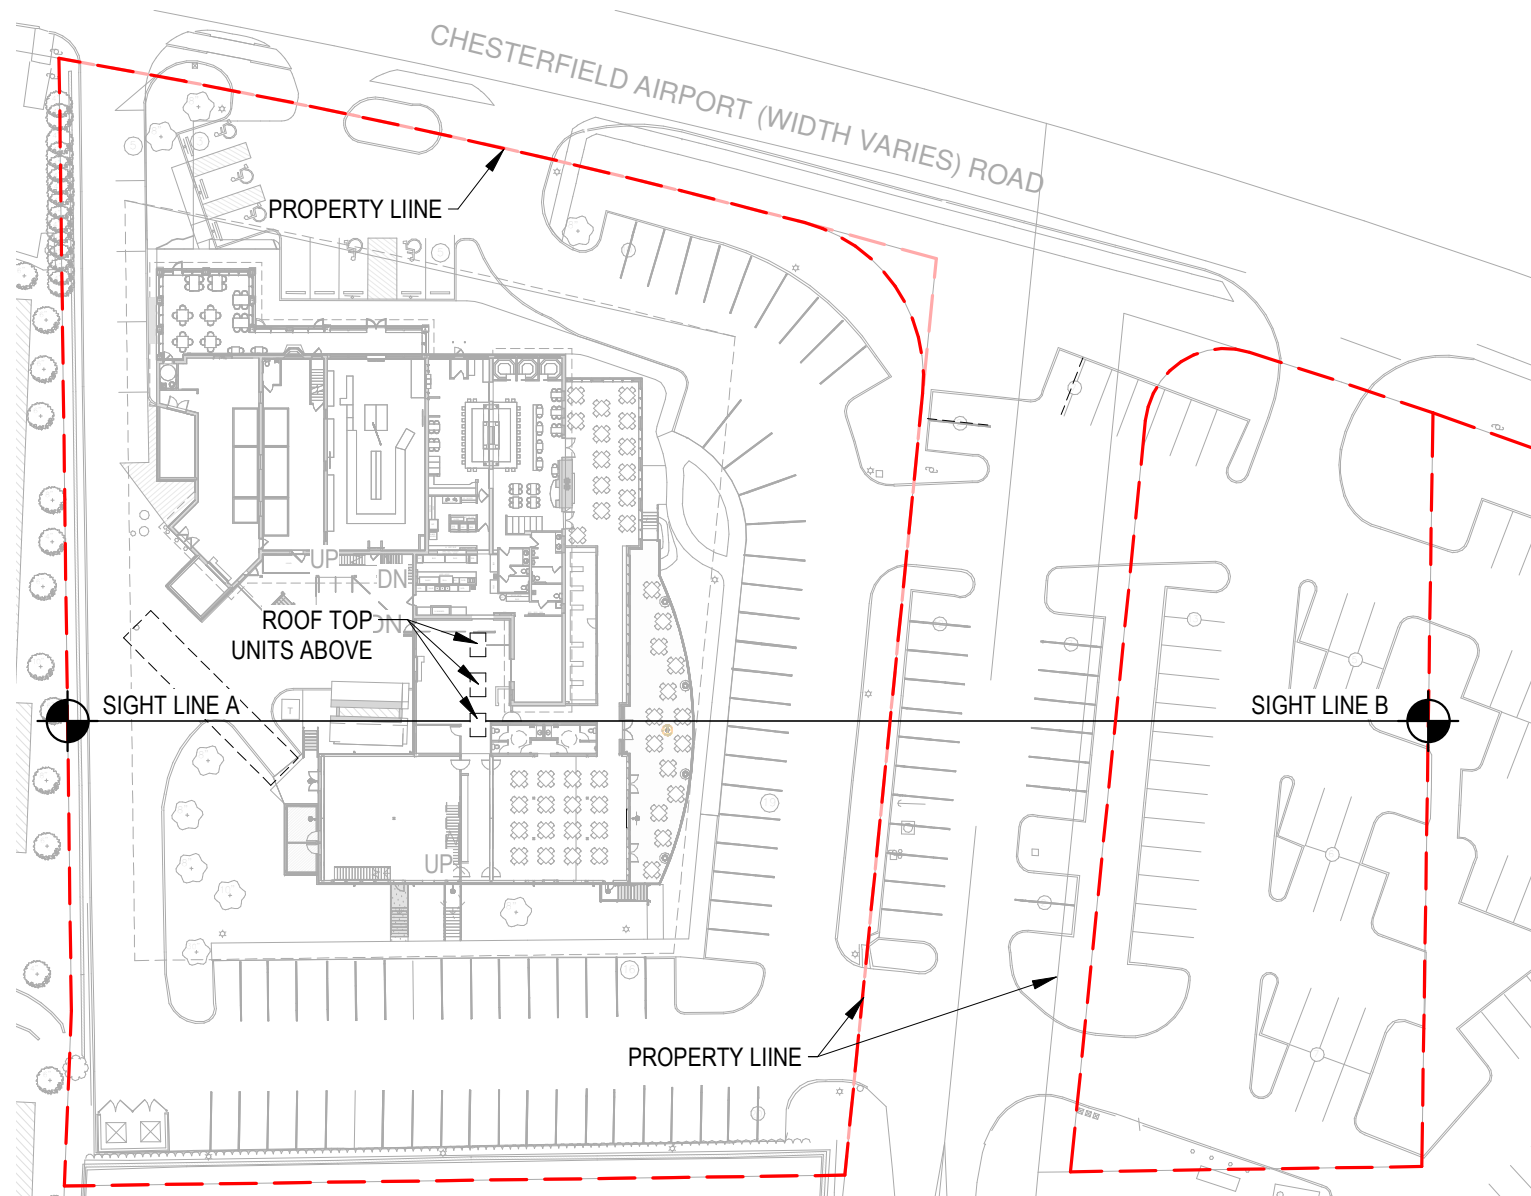 CHESTERFIELD AIRPORT (WIDTH VARIES) ROAD
PROPERTY LIINE
UP
DN
ROOF TOP
UNITS ABOVE
DN
SIGHT LINE A
SIGHT LINE B
T
UP
PROPERTY LIINE